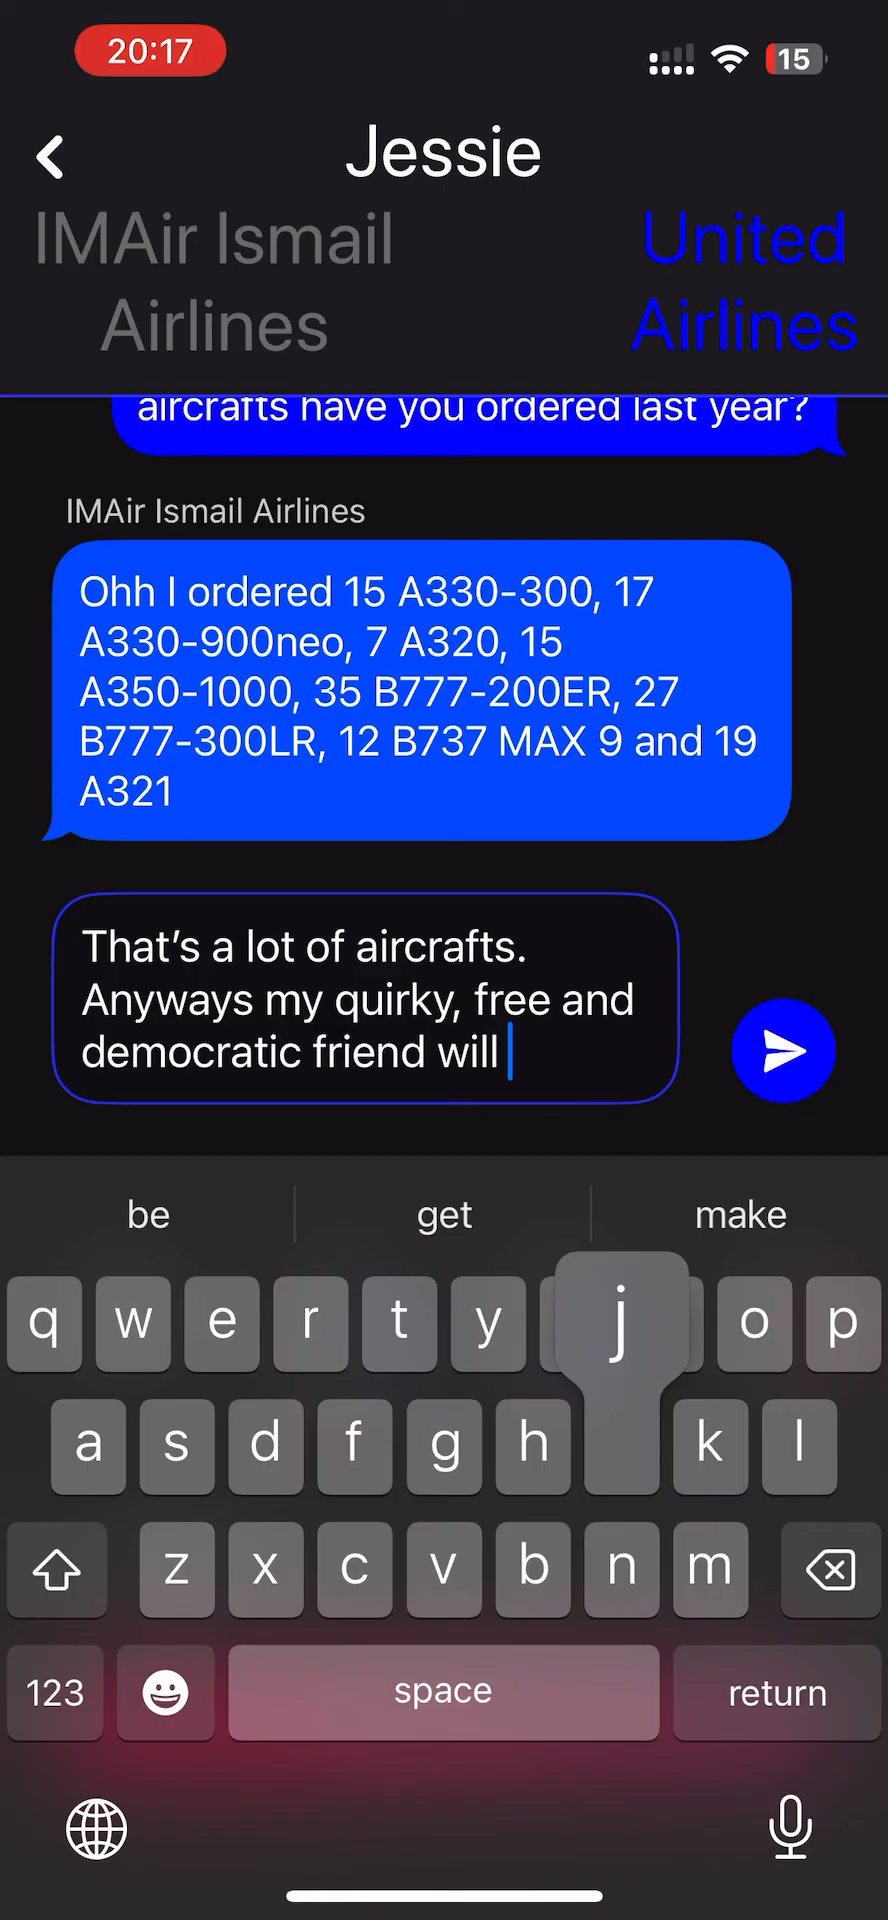 20:17
15
Jessie
IMAir Ismail
Airlines
United
Airlines
aircrafts have you ordered last year?
IMAir Ismail Airlines
Ohh I ordered 15 A330-300, 17
A330-900neo, 7 A320, 15
A350-1000, 35 B777-200ER, 27
B777-300LR, 12 B737 MAX 9 and 19
A321
That's a lot of aircrafts.
Anyways my quirky, free and
democratic friend will
be get make
q w e r t y j o p
a s d f g h k l
z x c v b n m
123 space return